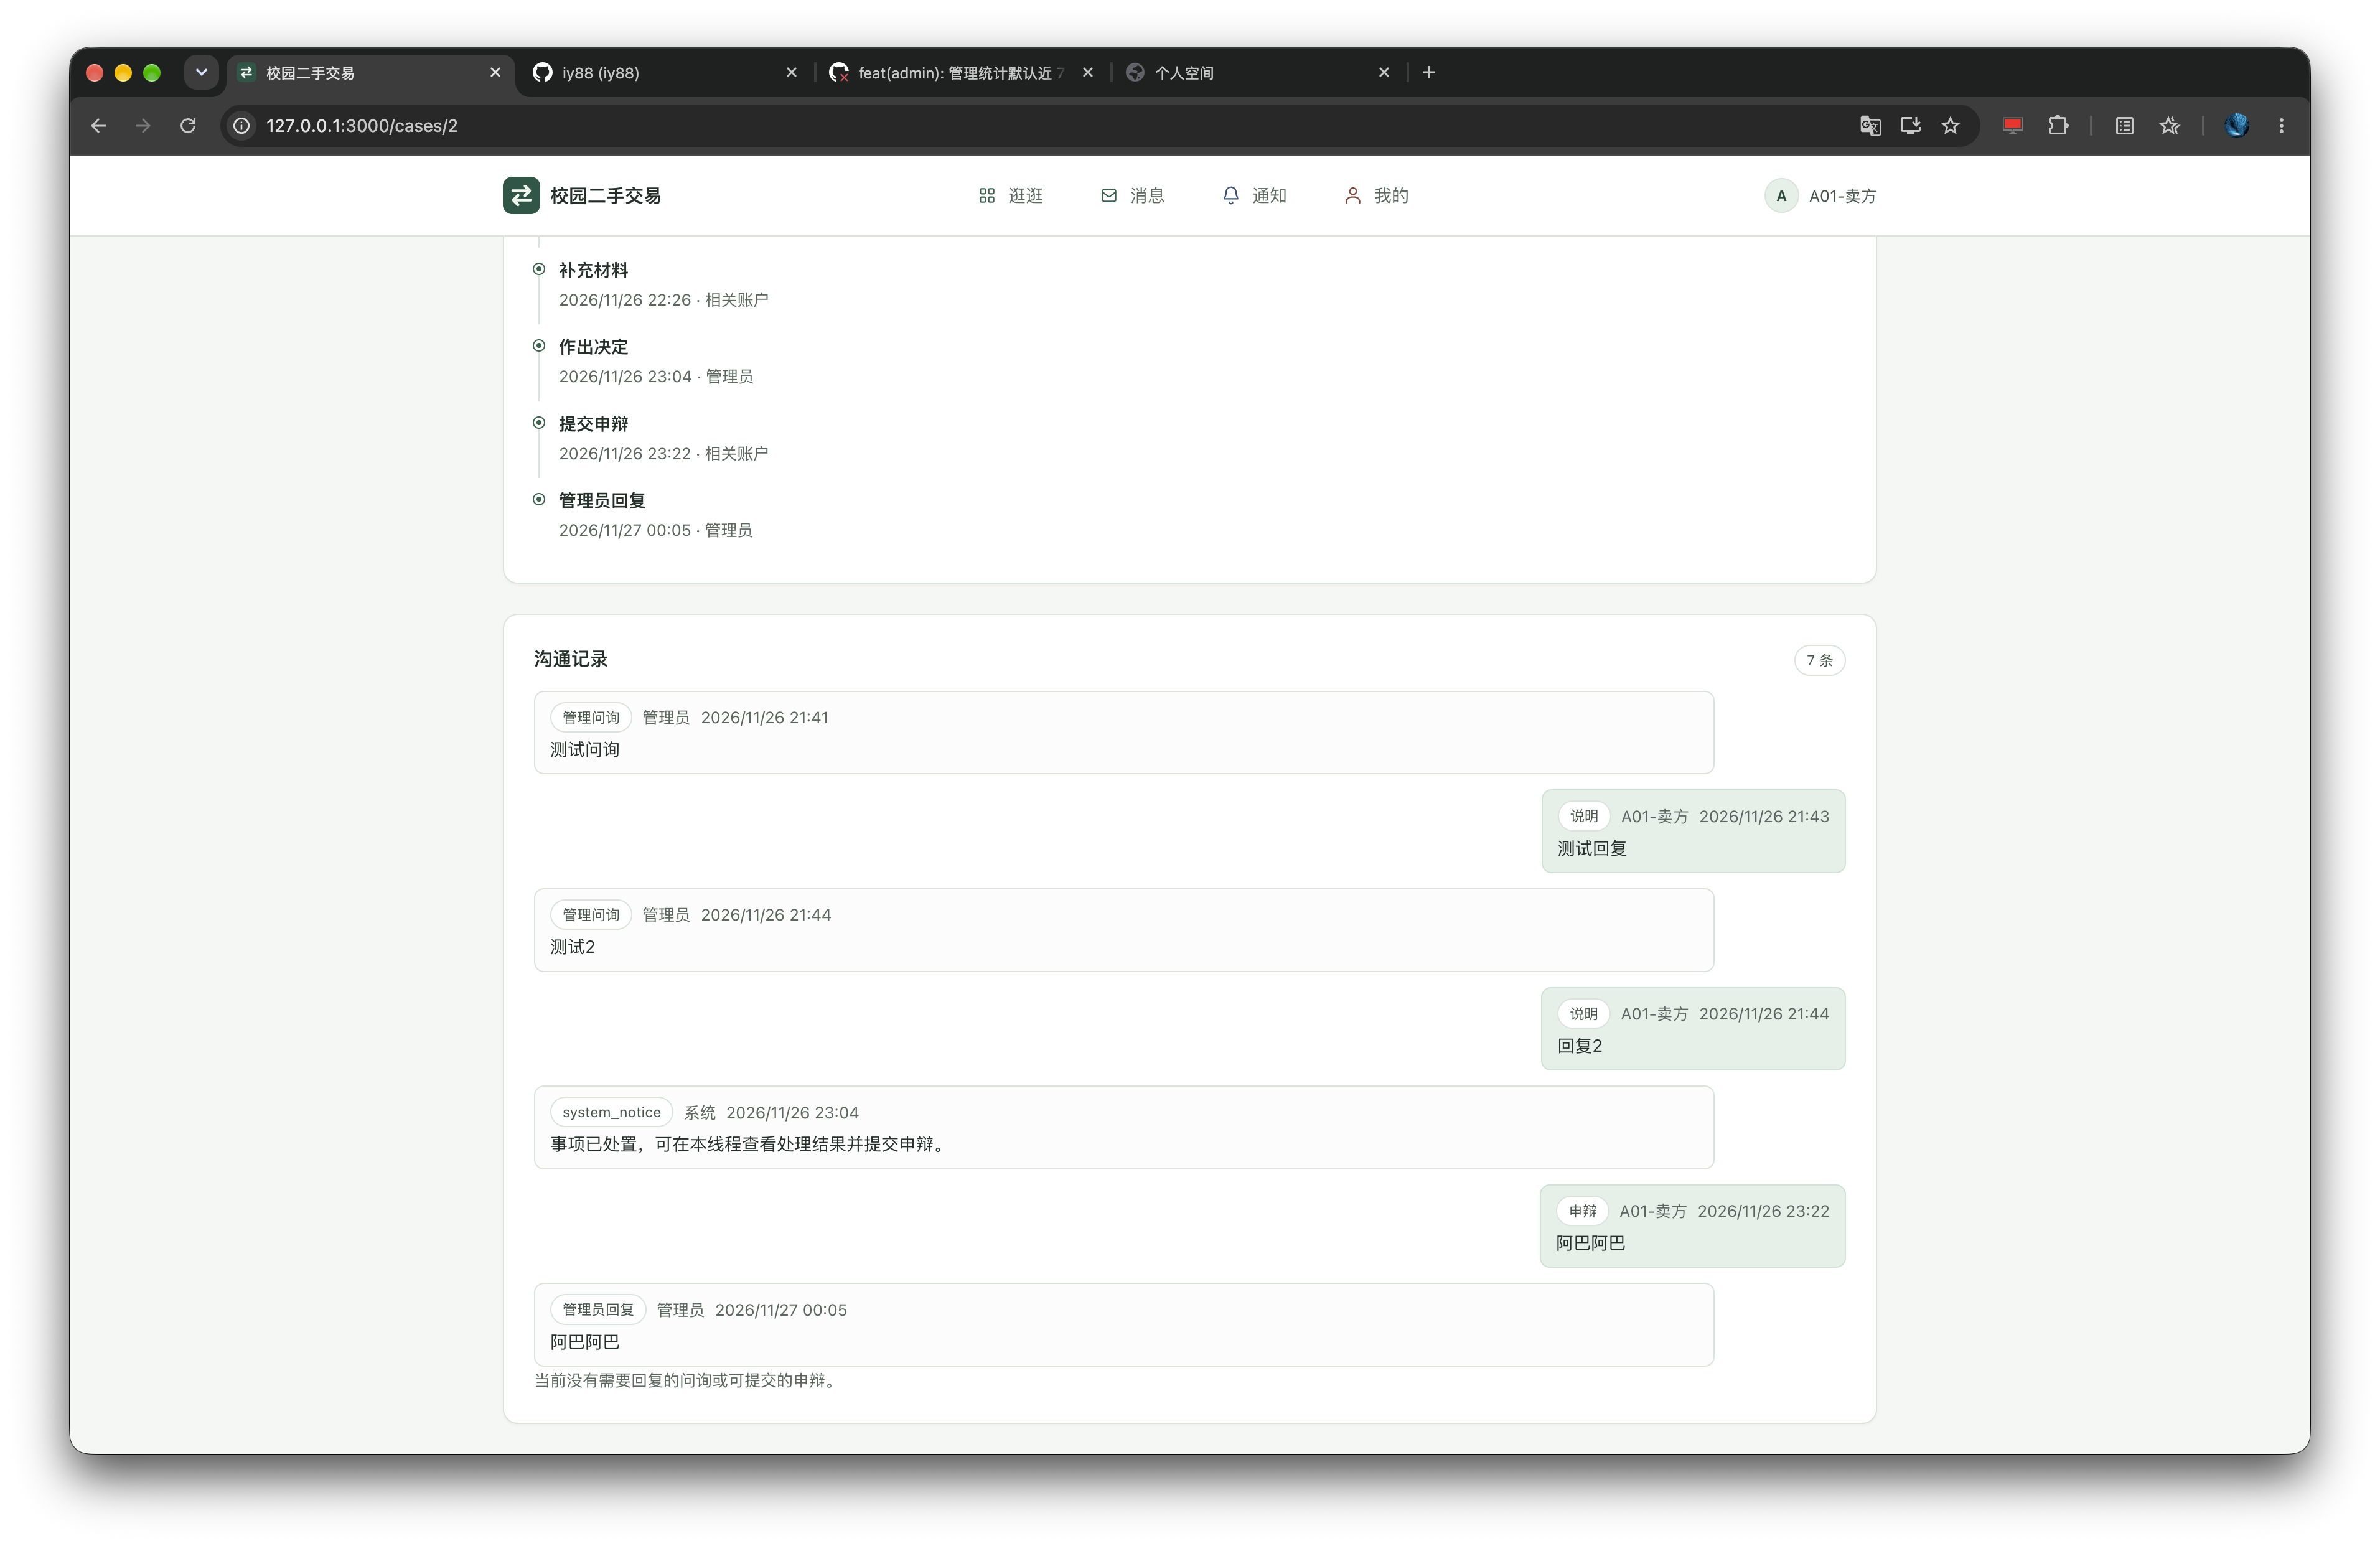 校园二手交易
iy88 (iy88)
feat(admin): 管理统计默认近 7
个人空间
127.0.0.1:3000/cases/2
校园二手交易
逛逛
消息
通知
我的
A
A01-卖方
补充材料
2026/11/26 22:26 · 相关账户
作出决定
2026/11/26 23:04 · 管理员
提交申辩
2026/11/26 23:22 · 相关账户
管理员回复
2026/11/27 00:05 · 管理员
沟通记录
7 条
管理问询 管理员 2026/11/26 21:41
测试问询
说明 A01-卖方 2026/11/26 21:43
测试回复
管理问询 管理员 2026/11/26 21:44
测试2
说明 A01-卖方 2026/11/26 21:44
回复2
system_notice 系统 2026/11/26 23:04
事项已处置，可在本线程查看处理结果并提交申辩。
申辩 A01-卖方 2026/11/26 23:22
阿巴阿巴
管理员回复 管理员 2026/11/27 00:05
阿巴阿巴
当前没有需要回复的问询或可提交的申辩。